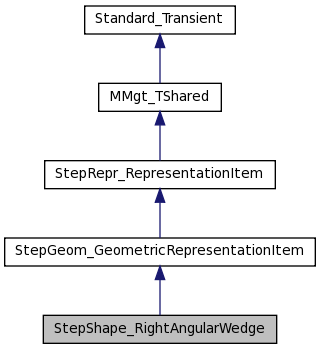 Standard_Transient
MMgt_TShared
StepRepr_RepresentationItem
StepGeom_GeometricRepresentationItem
StepShape_RightAngularWedge